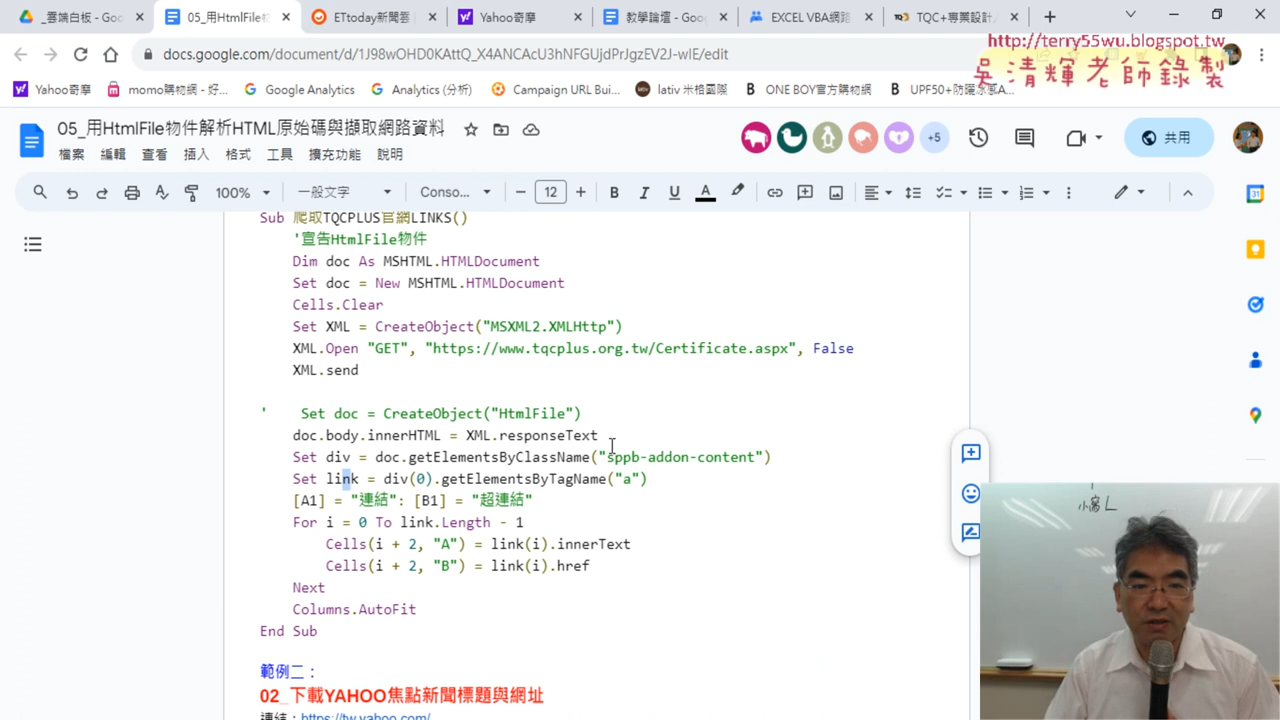 _雲端白板 - Goo
05_用HtmlFile物
ETtoday新聞雲
Yahoo奇摩
教學論壇 - Goo
EXCEL VBA網路
TQC+專業設計人
docs.google.com/document/d/1J98wOHD0KAttQ_X4ANCAcU3hNFGUjdPrJgzEV2J-wIE/edit
http://terry55wu.blogspot.tw
吳清輝老師錄製
Yahoo奇摩
momo購物網 - 好...
Google Analytics
Analytics (分析)
Campaign URL Bui...
lativ 米格國際
ONE BOY官方購物網
UPF50+防曬冰感A...
05_用HtmlFile物件解析HTML原始碼與擷取網路資料
+5
共用
檔案 編輯 查看 插入 格式 工具 擴充功能 說明
100% 一般文字 Conso... 12 B I U A
Sub 爬取TQCPLUS官網LINKS()
'宣告HtmlFile物件
Dim doc As MSHTML.HTMLDocument
Set doc = New MSHTML.HTMLDocument
Cells.Clear
Set XML = CreateObject("MSXML2.XMLHttp")
XML.Open "GET", "https://www.tqcplus.org.tw/Certificate.aspx", False
XML.send
' Set doc = CreateObject("HtmlFile")
doc.body.innerHTML = XML.responseText
Set div = doc.getElementsByClassName("sppb-addon-content")
Set link = div(0).getElementsByTagName("a")
[A1] = "連結": [B1] = "超連結"
For i = 0 To link.Length - 1
Cells(i + 2, "A") = link(i).innerText
Cells(i + 2, "B") = link(i).href
Next
Columns.AutoFit
End Sub
範例二：
02_下載YAHOO焦點新聞標題與網址
連結：https://tw.yahoo.com/